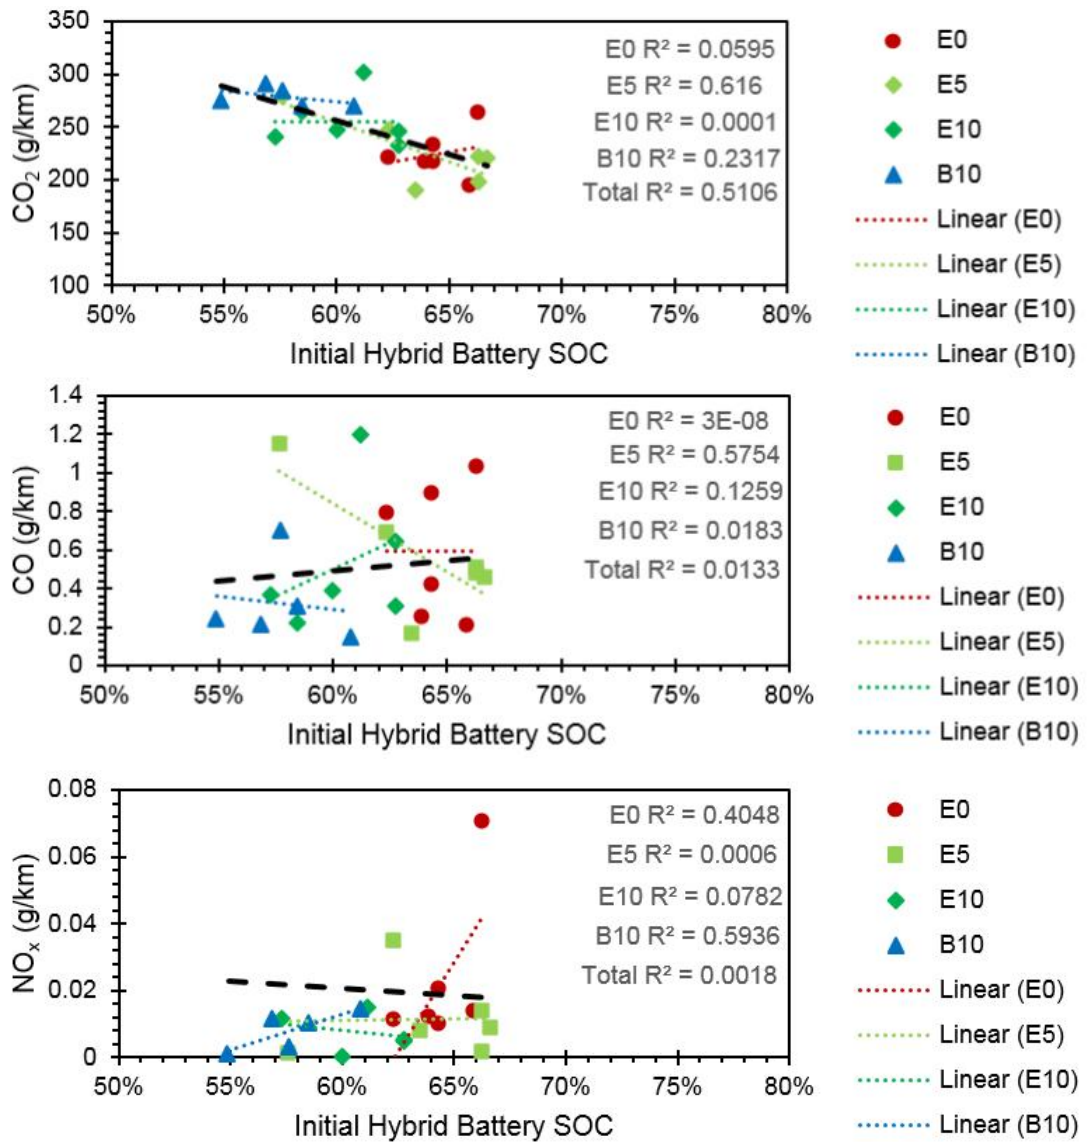 350
300
250
200
150
100
CO₂ (g/km)
E0 R² = 0.0595
E5 R² = 0.616
E10 R² = 0.0001
B10 R² = 0.2317
Total R² = 0.5106
50% 55% 60% 65% 70% 75% 80%
Initial Hybrid Battery SOC
E0
E5
E10
B10
Linear (E0)
Linear (E5)
Linear (E10)
Linear (B10)
1.4
1.2
1
0.8
0.6
0.4
0.2
0
CO (g/km)
E0 R² = 3E-08
E5 R² = 0.5754
E10 R² = 0.1259
B10 R² = 0.0183
Total R² = 0.0133
50% 55% 60% 65% 70% 75% 80%
Initial Hybrid Battery SOC
E0
E5
E10
B10
Linear (E0)
Linear (E5)
Linear (E10)
Linear (B10)
0.08
0.06
0.04
0.02
0
NOₓ (g/km)
E0 R² = 0.4048
E5 R² = 0.0006
E10 R² = 0.0782
B10 R² = 0.5936
Total R² = 0.0018
50% 55% 60% 65% 70% 75% 80%
Initial Hybrid Battery SOC
E0
E5
E10
B10
Linear (E0)
Linear (E5)
Linear (E10)
Linear (B10)